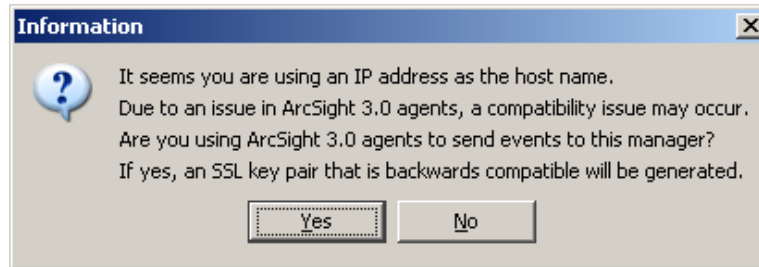 Information
It seems you are using an IP address as the host name.
Due to an issue in ArcSight 3.0 agents, a compatibility issue may occur.
Are you using ArcSight 3.0 agents to send events to this manager?
If yes, an SSL key pair that is backwards compatible will be generated.
Yes No